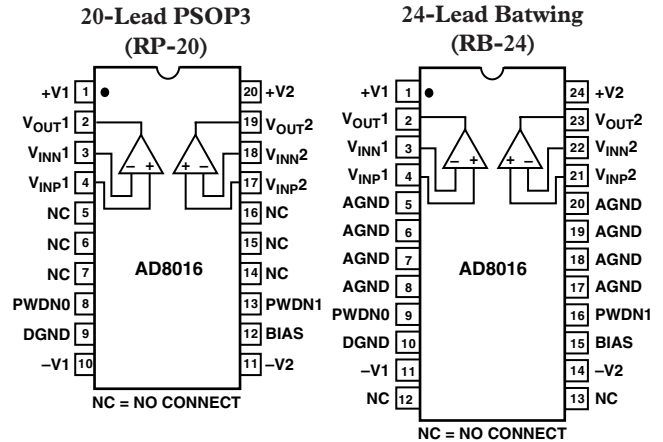 20-Lead PSOP3
(RP-20)
+V1 1 20 +V2
VOUT1 2 19 VOUT2
VINN1 3 – + + – 18 VINN2
VINP1 4 17 VINP2
NC 5 16 NC
NC 6 15 NC
NC 7 AD8016 14 NC
PWDN0 8 13 PWDN1
DGND 9 12 BIAS
–V1 10 11 –V2
NC = NO CONNECT
24-Lead Batwing
(RB-24)
+V1 1 24 +V2
VOUT1 2 23 VOUT2
VINN1 3 – + + – 22 VINN2
VINP1 4 21 VINP2
AGND 5 20 AGND
AGND 6 19 AGND
AGND 7 AD8016 18 AGND
AGND 8 17 AGND
PWDN0 9 16 PWDN1
DGND 10 15 BIAS
–V1 11 14 –V2
NC 12 13 NC
NC = NO CONNECT